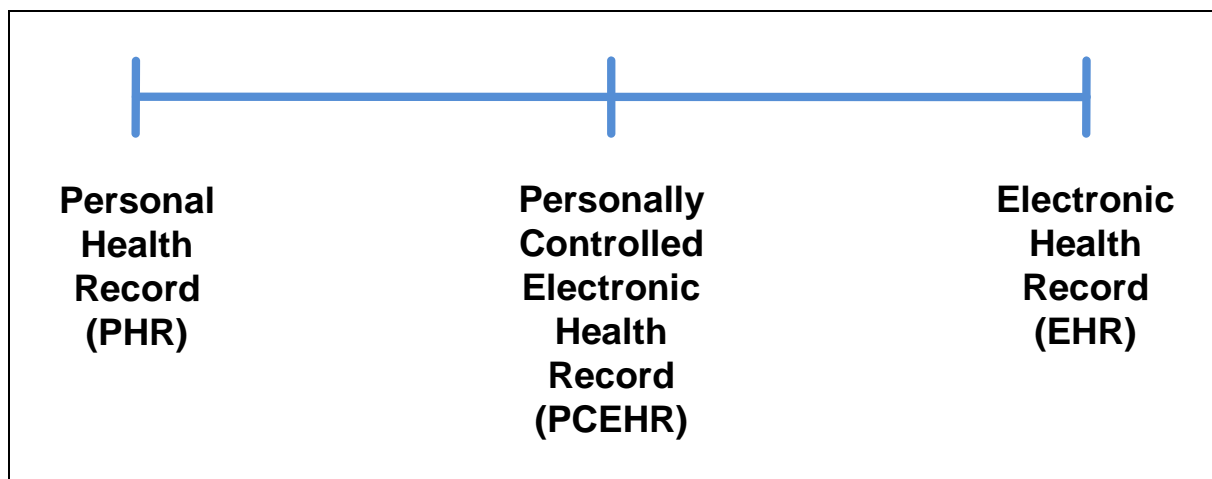 Personal
Health
Record
(PHR)
Personally
Controlled
Electronic
Health
Record
(PCEHR)
Electronic
Health
Record
(EHR)